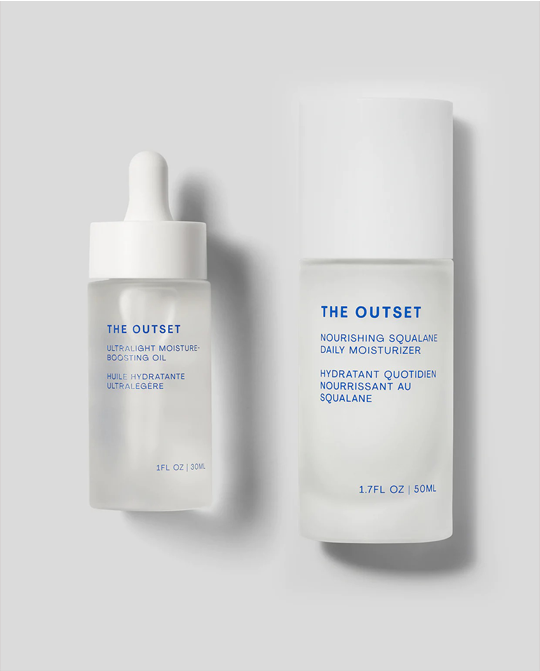 THE OUTSET
ULTRALIGHT MOISTURE-
BOOSTING OIL
HUILE HYDRATANTE
ULTRALÉGÈRE
1FL OZ | 30ML
THE OUTSET
NOURISHING SQUALANE
DAILY MOISTURIZER
HYDRATANT QUOTIDIEN
NOURRISSANT AU
SQUALANE
1.7FL OZ | 50ML